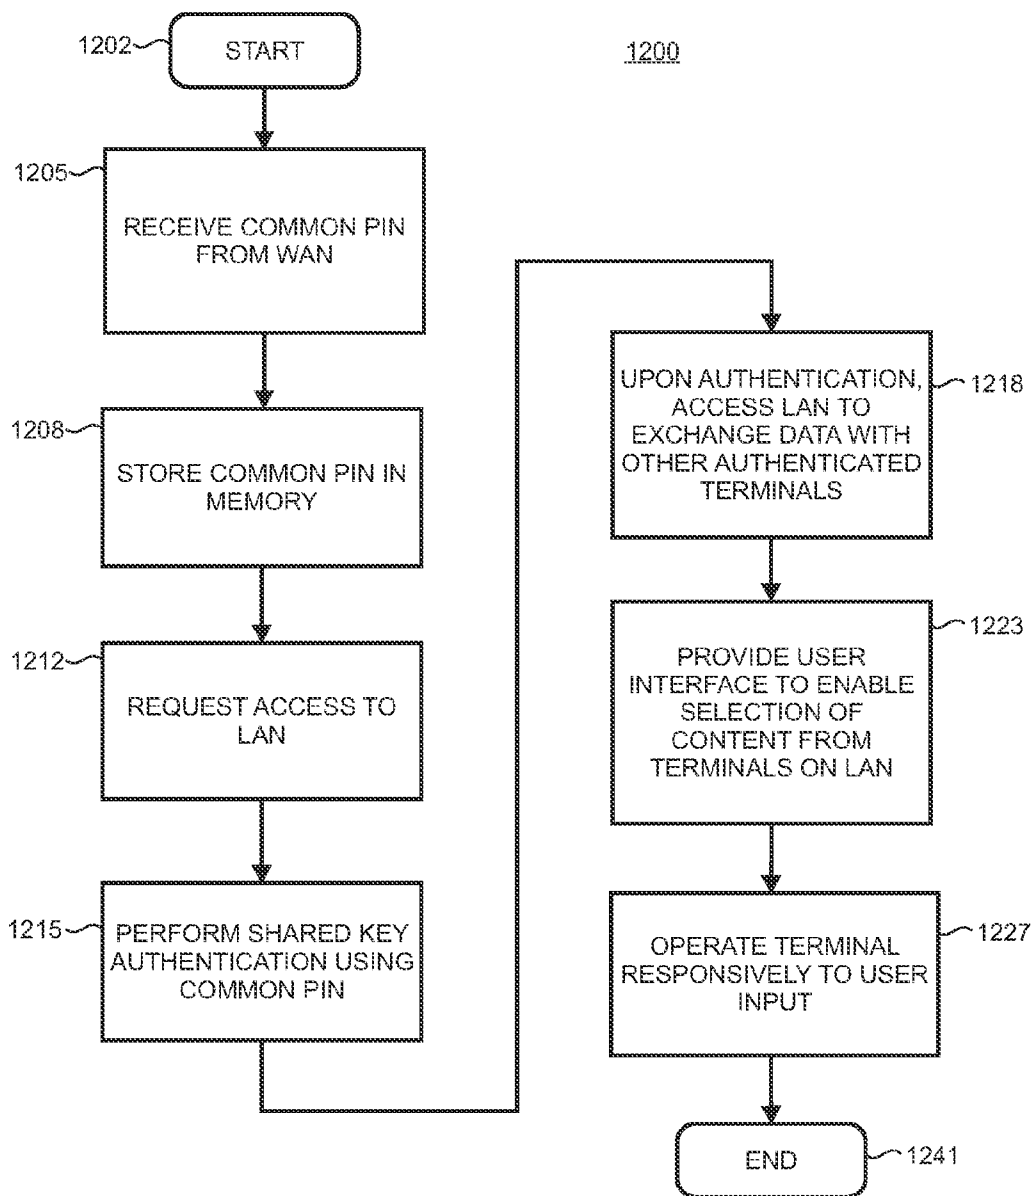 1200
1202
START
1205
RECEIVE COMMON PIN
FROM WAN
1208
STORE COMMON PIN IN
MEMORY
1212
REQUEST ACCESS TO
LAN
1215
PERFORM SHARED KEY
AUTHENTICATION USING
COMMON PIN
UPON AUTHENTICATION,
ACCESS LAN TO
EXCHANGE DATA WITH
OTHER AUTHENTICATED
TERMINALS
1218
PROVIDE USER
INTERFACE TO ENABLE
SELECTION OF
CONTENT FROM
TERMINALS ON LAN
1223
OPERATE TERMINAL
RESPONSIVELY TO USER
INPUT
1227
END
1241